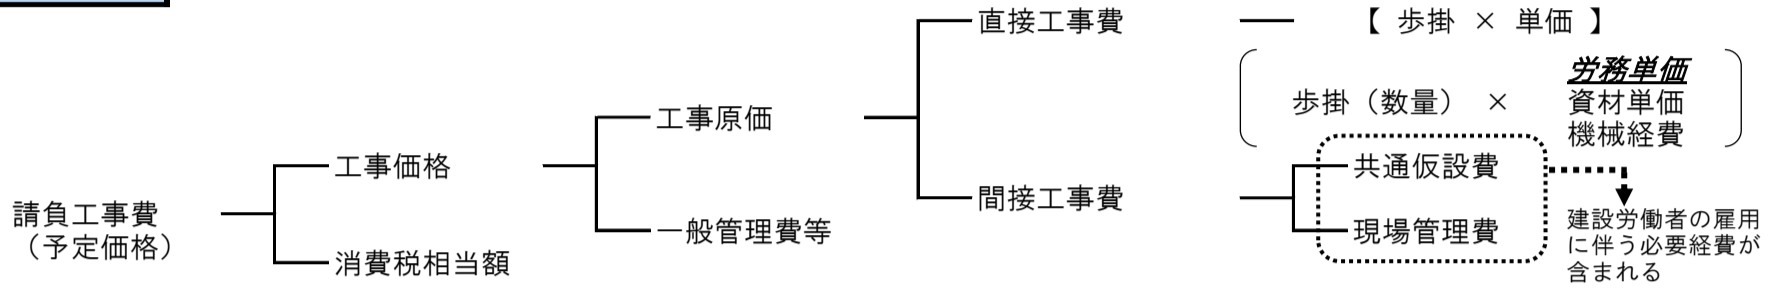 直接工事費
【 歩掛 × 単価 】
労務単価
歩掛（数量） × 資材単価
機械経費
工事原価
工事価格
共通仮設費
間接工事費
請負工事費
（予定価格）
一般管理費等
現場管理費
建設労働者の雇用
に伴う必要経費が
含まれる
消費税相当額